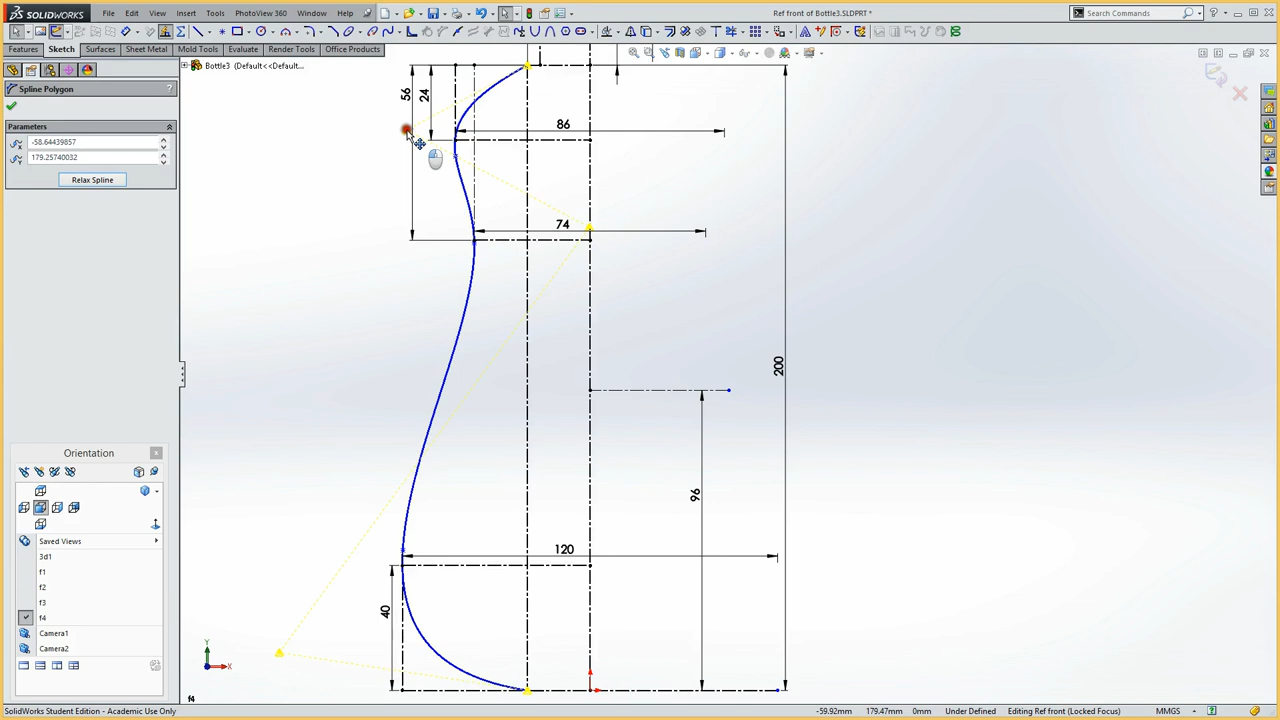 SOLIDWORKS File Edit View Insert Tools PhotoView 360 Window Help Ref front of Bottle3.SLDPRT * Search Commands
Features Sketch Surfaces Sheet Metal Mold Tools Evaluate Render Tools Office Products
Bottle3 (Default<<Default...
Spline Polygon ?
Parameters
-58.64439857
179.25740032
Relax Spline
56
24
86
74
200
96
120
40
Orientation
Saved Views
3d1
f1
f2
f3
f4
Camera1
Camera2
Y
X
f4
SolidWorks Student Edition - Academic Use Only -59.92mm 179.47mm 0mm Under Defined Editing Ref front (Locked Focus) MMGS ?